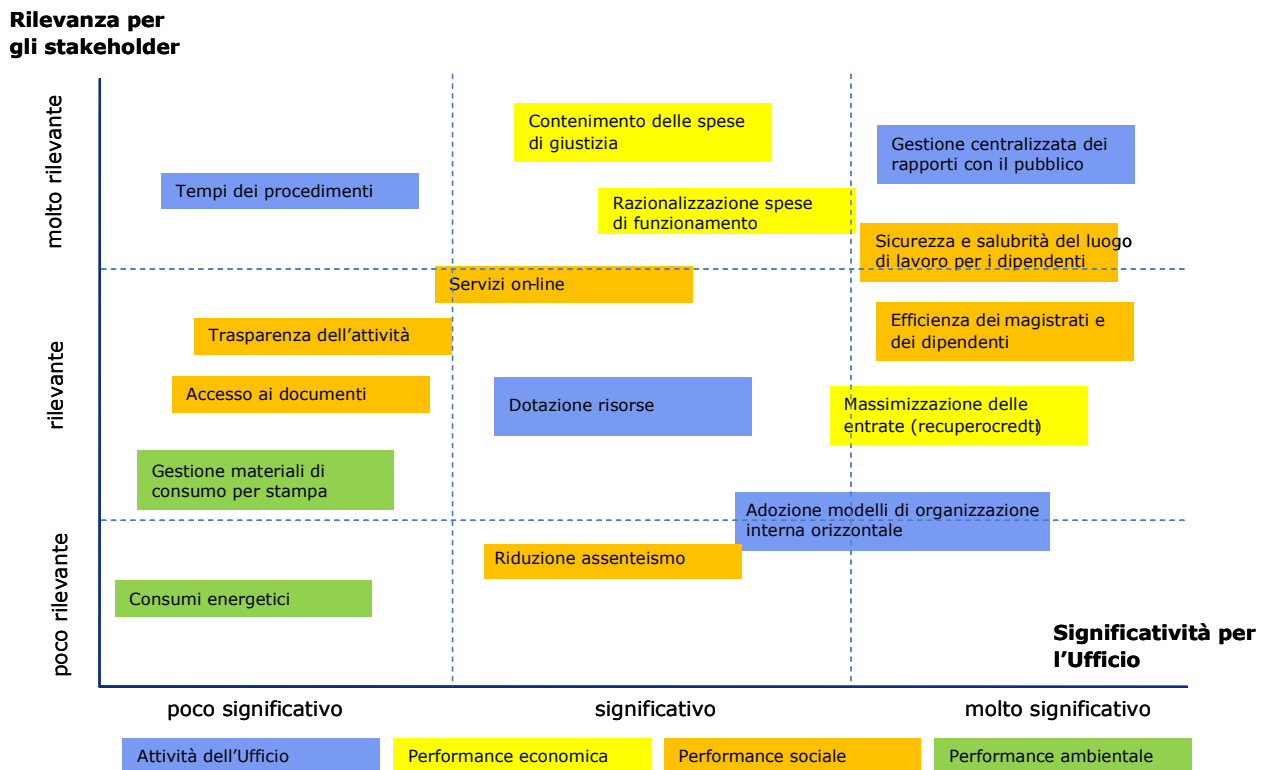 Rilevanza per
gli stakeholder
molto rilevante
rilevante
poco rilevante
Contenimento delle spese
di giustizia
Gestione centralizzata dei
rapporti con il pubblico
Tempi dei procedimenti
Razionalizzazione spese
di funzionamento
Sicurezza e salubrità del luogo
di lavoro per i dipendenti
Servizi on-line
Trasparenza dell’attività
Efficienza dei magistrati e
dei dipendenti
Accesso ai documenti
Dotazione risorse
Massimizzazione delle
entrate (recuperocredti)
Gestione materiali di
consumo per stampa
Adozione modelli di organizzazione
interna orizzontale
Riduzione assenteismo
Consumi energetici
Significatività per
l’Ufficio
poco significativo
significativo
molto significativo
Attività dell’Ufficio
Performance economica
Performance sociale
Performance ambientale